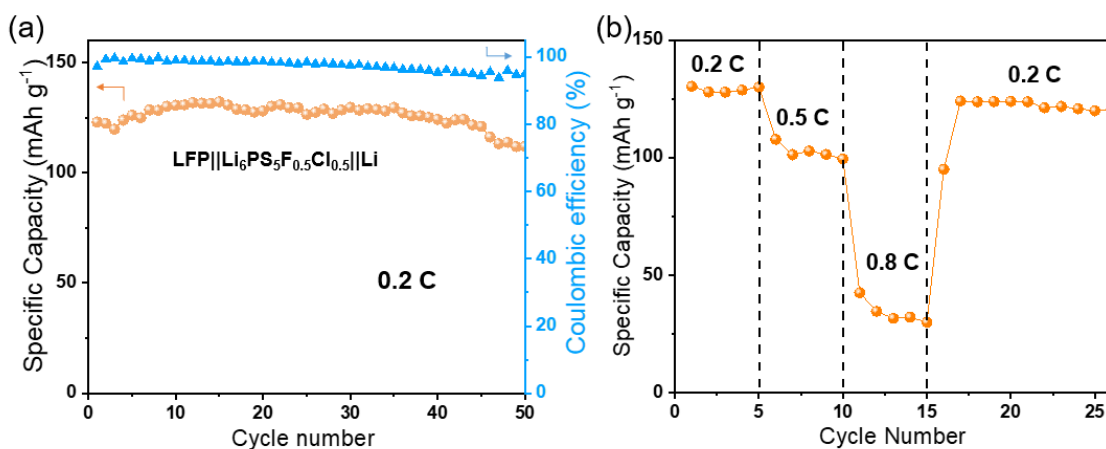 (a)
150
100
50
0
Specific Capacity (mAh g⁻¹)
LFP||Li₆PS₅F₀.₅Cl₀.₅||Li
0.2 C
0 10 20 30 40 50
Cycle number
100
80
60
40
20
0
Coulombic efficiency (%)
(b)
150
100
50
0
Specific Capacity (mAh g⁻¹)
0.2 C
0.5 C
0.8 C
0.2 C
0 5 10 15 20 25
Cycle Number